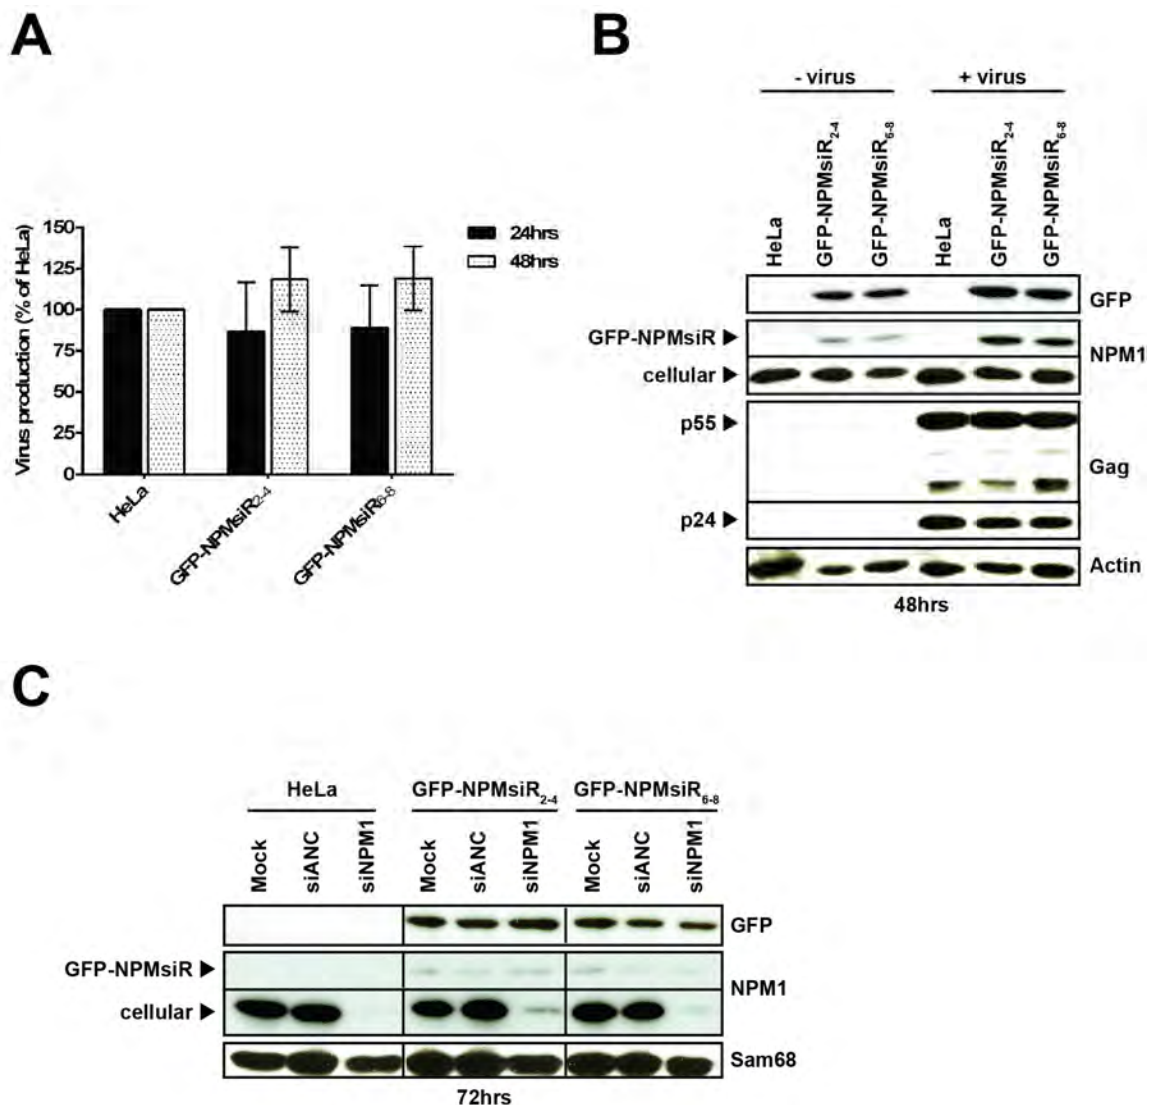 A
Virus production (% of HeLa)
150
125
100
75
50
25
0
HeLa
GFP-NPMsiR2-4
GFP-NPMsiR6-8
24hrs
48hrs
B
- virus
+ virus
HeLa
GFP-NPMsiR2-4
GFP-NPMsiR6-8
HeLa
GFP-NPMsiR2-4
GFP-NPMsiR6-8
GFP
GFP-NPMsiR
NPM1
cellular
p55
Gag
p24
Actin
48hrs
C
HeLa
GFP-NPMsiR2-4
GFP-NPMsiR6-8
Mock
siANC
siNPM1
Mock
siANC
siNPM1
Mock
siANC
siNPM1
GFP
GFP-NPMsiR
NPM1
cellular
Sam68
72hrs